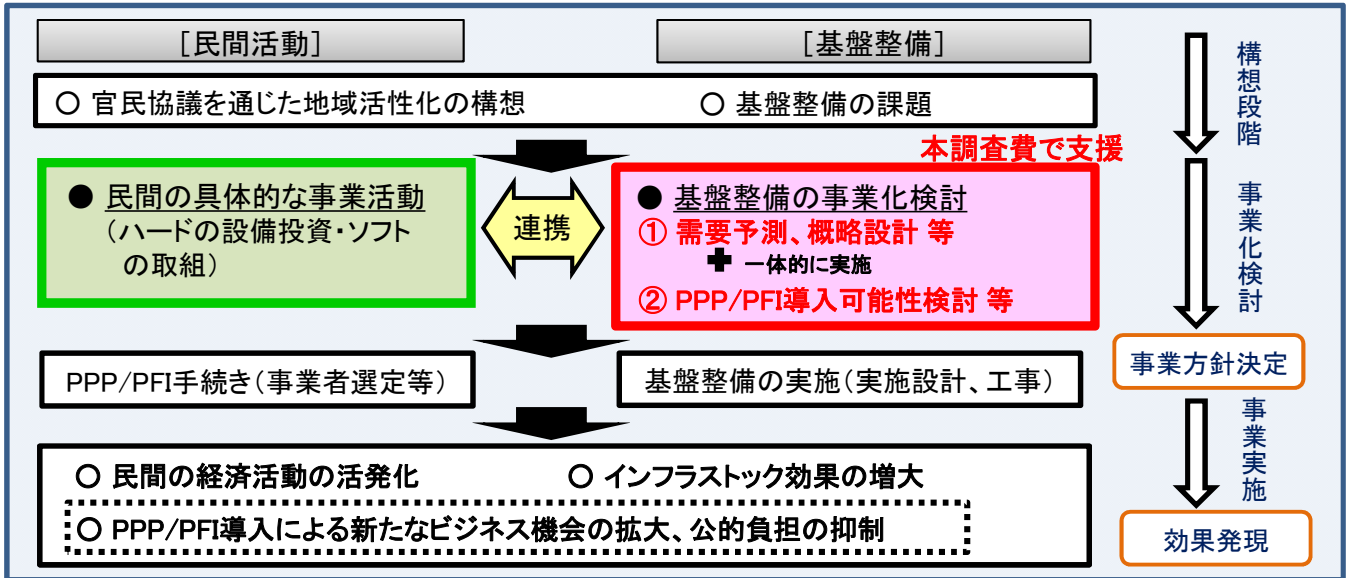 [民間活動]
[基盤整備]
○ 官民協議を通じた地域活性化の構想
○ 基盤整備の課題
本調査費で支援
● 民間の具体的な事業活動
(ハードの設備投資・ソフト
の取組)
連携
● 基盤整備の事業化検討
① 需要予測、概略設計 等
✚ 一体的に実施
② PPP/PFI導入可能性検討 等
PPP/PFI手続き(事業者選定等)
基盤整備の実施(実施設計、工事)
○ 民間の経済活動の活発化
○ インフラストック効果の増大
○ PPP/PFI導入による新たなビジネス機会の拡大、公的負担の抑制
構想段階
事業化検討
事業方針決定
事業実施
効果発現